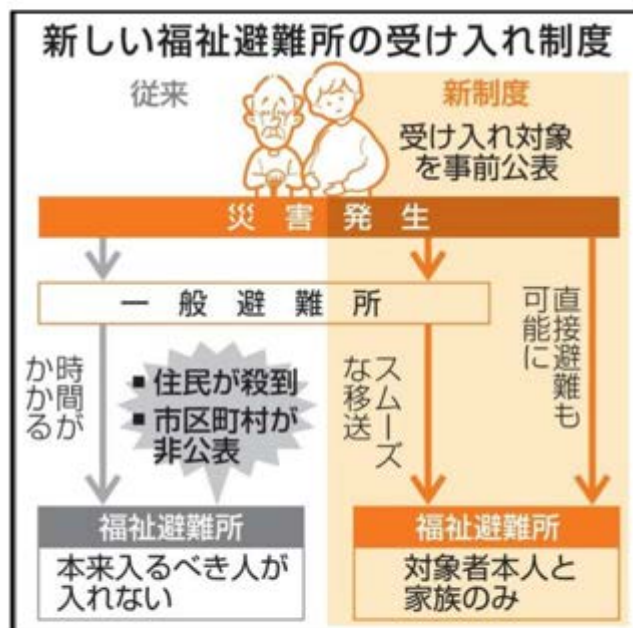 新しい福祉避難所の受け入れ制度
従来
新制度
受け入れ対象
を事前公表
災害発生
一般避難所
時間が
かかる
■ 住民が殺到
■ 市区町村が
非公表
スムーズ
な移送
直接避難も
可能に
福祉避難所
本来入るべき人が
入れない
福祉避難所
対象者本人と
家族のみ